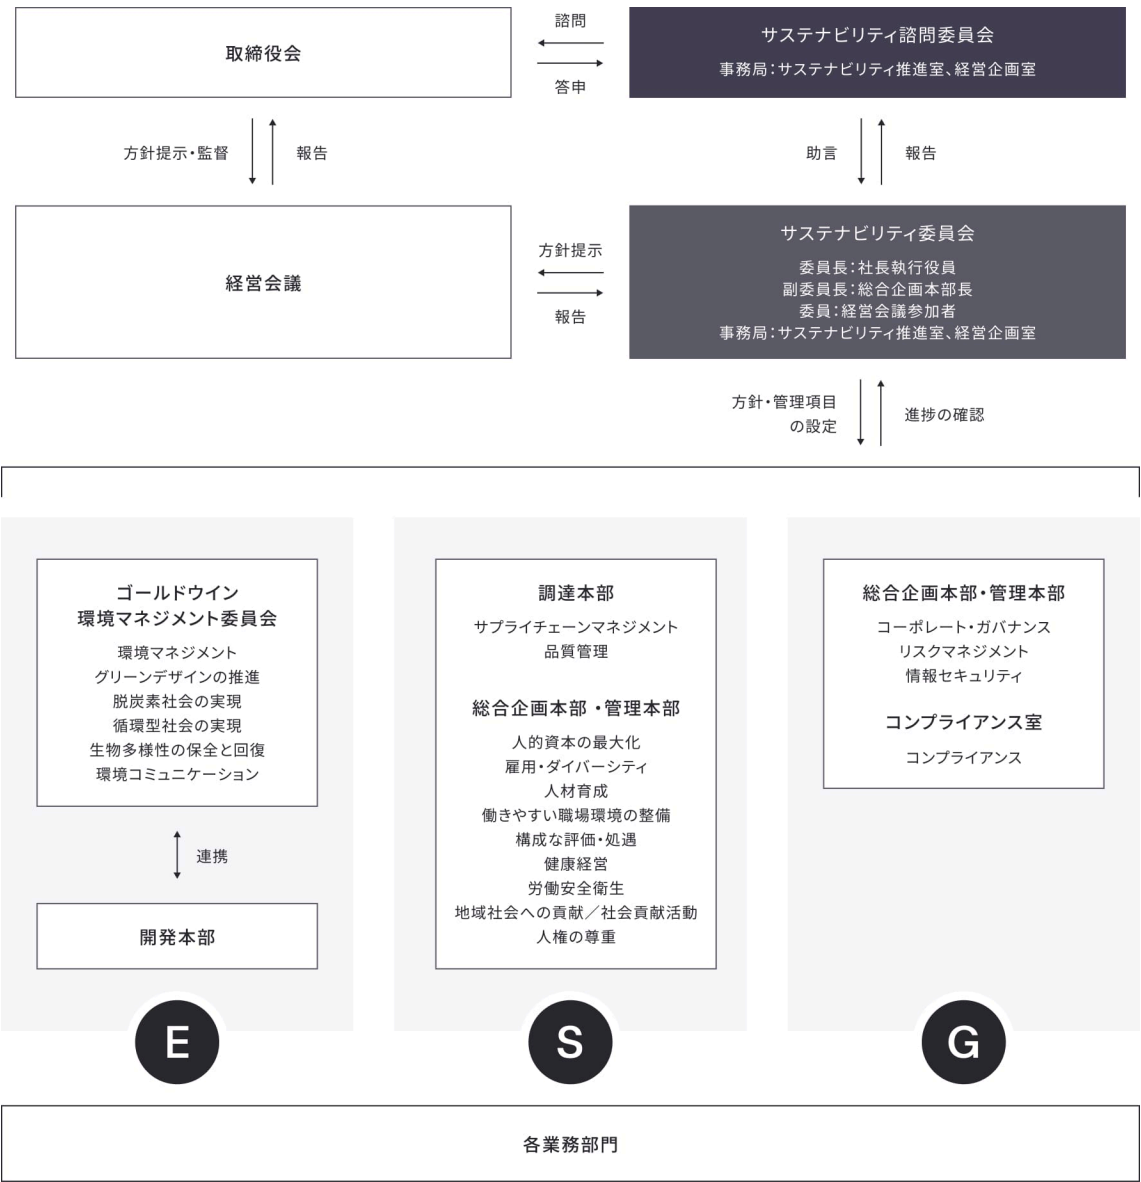 取締役会
諮問
答申
サステナビリティ諮問委員会
事務局：サステナビリティ推進室、経営企画室
方針提示・監督
報告
助言
報告
経営会議
方針提示
報告
サステナビリティ委員会
委員長：社長執行役員
副委員長：総合企画本部長
委員：経営会議参加者
事務局：サステナビリティ推進室、経営企画室
方針・管理項目
の設定
進捗の確認
ゴールドウイン
環境マネジメント委員会
環境マネジメント
グリーンデザインの推進
脱炭素社会の実現
循環型社会の実現
生物多様性の保全と回復
環境コミュニケーション
連携
開発本部
E
調達本部
サプライチェーンマネジメント
品質管理
総合企画本部・管理本部
人的資本の最大化
雇用・ダイバーシティ
人材育成
働きやすい職場環境の整備
構成な評価・処遇
健康経営
労働安全衛生
地域社会への貢献／社会貢献活動
人権の尊重
S
総合企画本部・管理本部
コーポレート・ガバナンス
リスクマネジメント
情報セキュリティ
コンプライアンス室
コンプライアンス
G
各業務部門